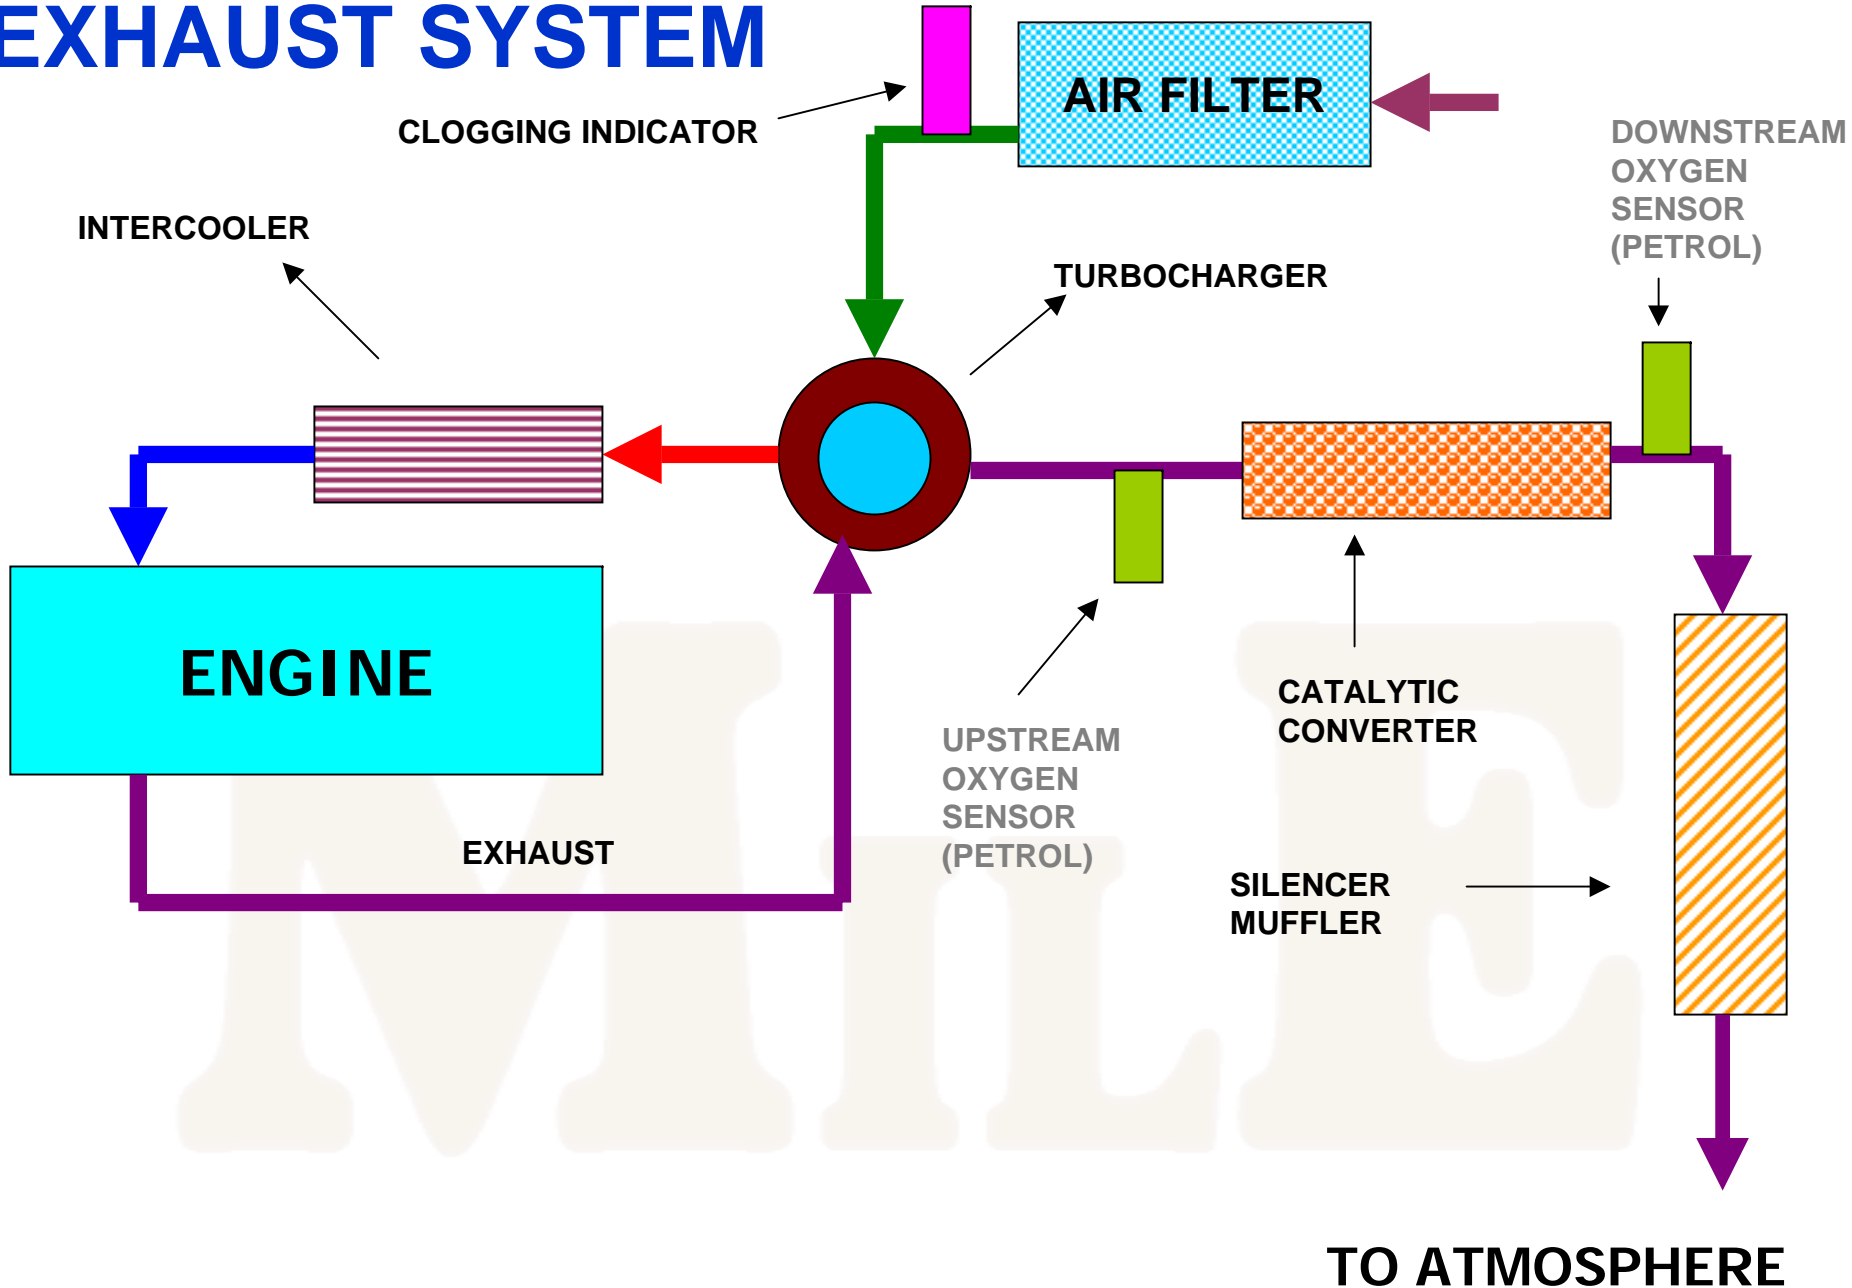 EXHAUST SYSTEM
AIR FILTER
CLOGGING INDICATOR
DOWNSTREAM
OXYGEN
SENSOR
(PETROL)
INTERCOOLER
TURBOCHARGER
ENGINE
CATALYTIC
CONVERTER
UPSTREAM
OXYGEN
SENSOR
(PETROL)
EXHAUST
SILENCER
MUFFLER
MILE
TO ATMOSPHERE